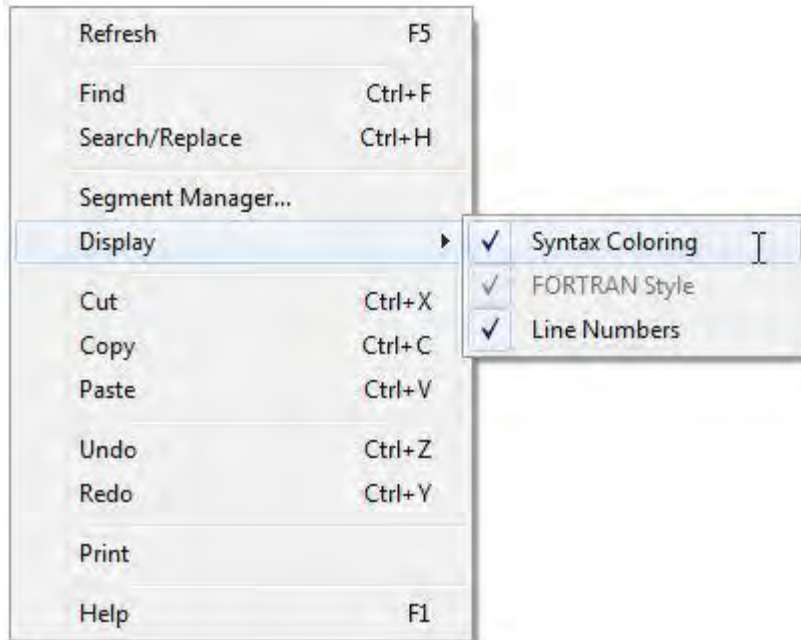 Refresh F5
Find Ctrl+F
Search/Replace Ctrl+H
Segment Manager...
Display
Syntax Coloring
FORTRAN Style
Line Numbers
Cut Ctrl+X
Copy Ctrl+C
Paste Ctrl+V
Undo Ctrl+Z
Redo Ctrl+Y
Print
Help F1